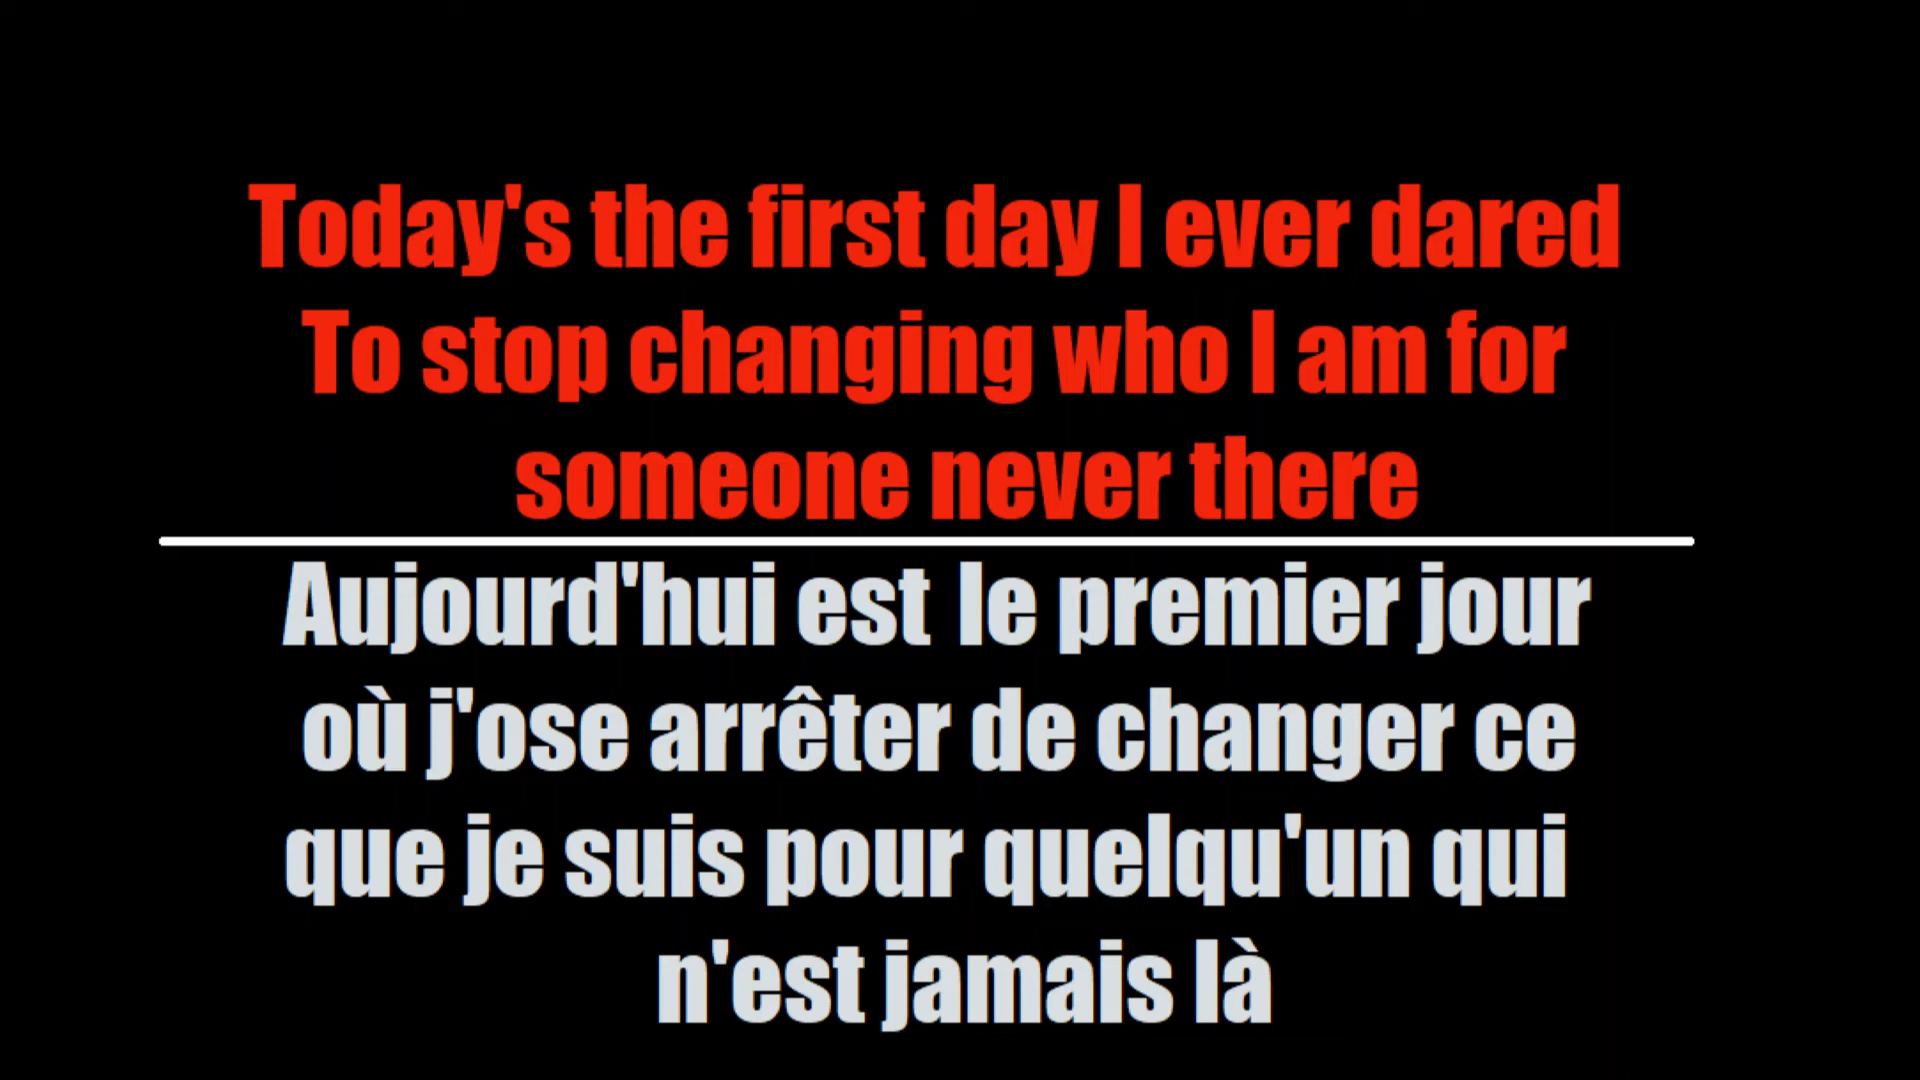 Today's the first day I ever dared
To stop changing who I am for
someone never there
Aujourd'hui est le premier jour
où j'ose arrêter de changer ce
que je suis pour quelqu'un qui
n'est jamais là